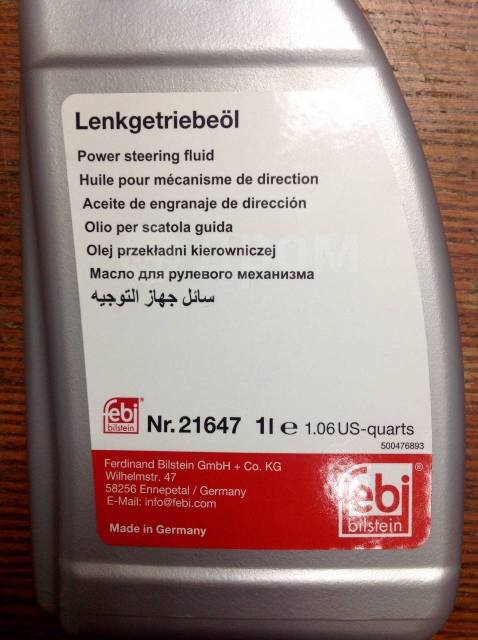 Lenkgetriebeöl
Power steering fluid
Huile pour mécanisme de direction
Aceite de engranaje de dirección
Olio per scatola guida
Olej przekładni kierowniczej
Масло для рулевого механизма
سائل جهاز التوجيه
febi bilstein
Nr. 21647 1l e 1.06 US-quarts
500476893
Ferdinand Bilstein GmbH + Co. KG
Wilhelmstr. 47
58256 Ennepetal / Germany
E-Mail: info@febi.com
Made in Germany
febi®
bilstein